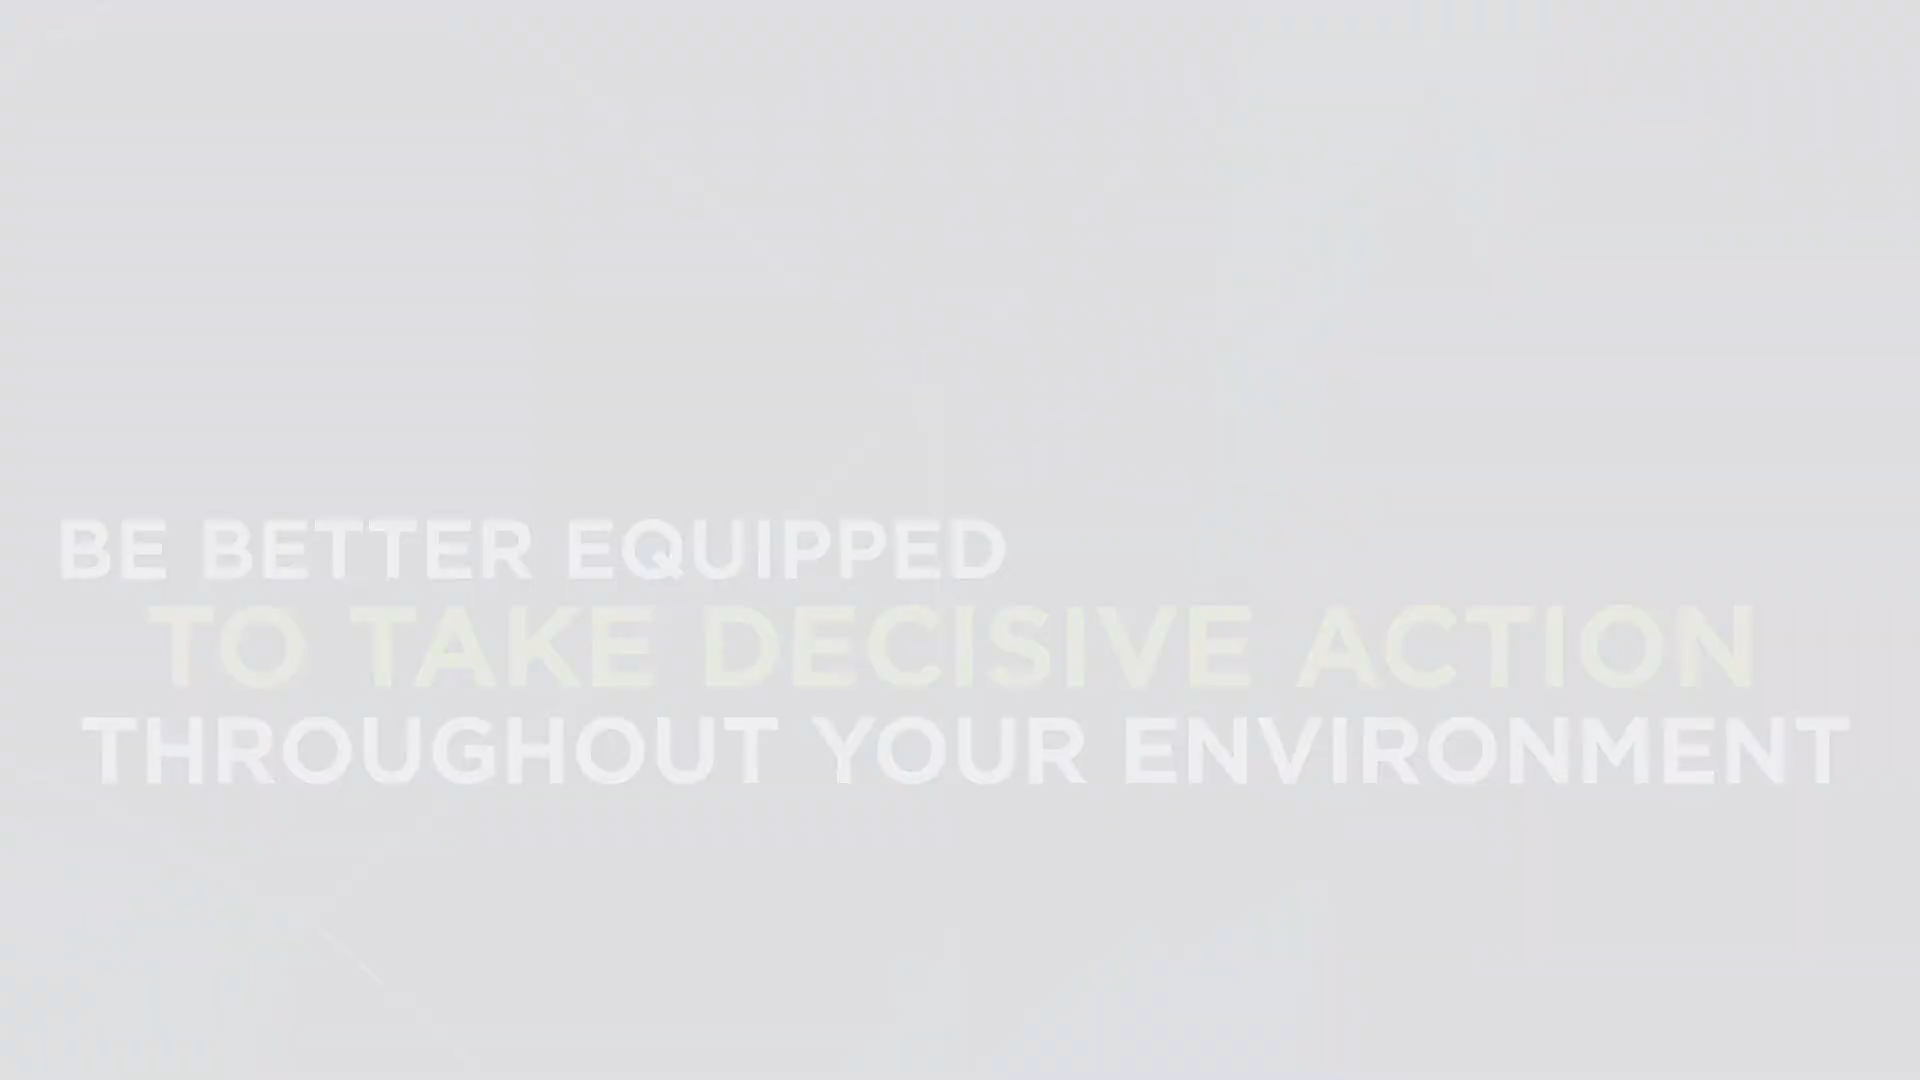 BE BETTER EQUIPPED
TO TAKE DECISIVE ACTION
THROUGHOUT YOUR ENVIRONMENT